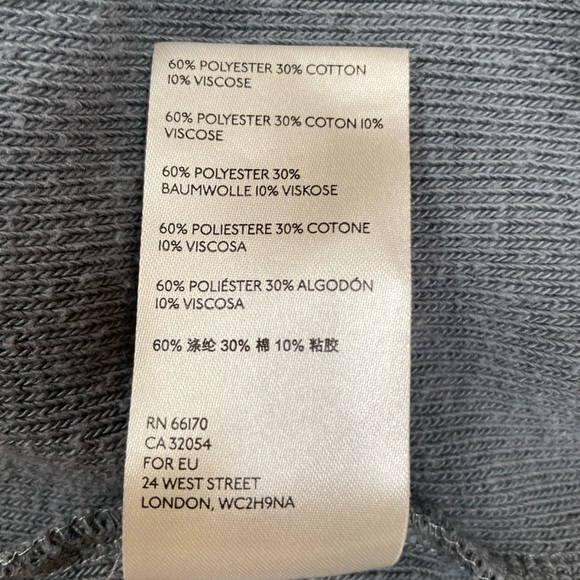 60% POLYESTER 30% COTTON
10% VISCOSE
60% POLYESTER 30% COTON 10%
VISCOSE
60% POLYESTER 30%
BAUMWOLLE 10% VISKOSE
60% POLIESTERE 30% COTONE
10% VISCOSA
60% POLIÉSTER 30% ALGODÓN
10% VISCOSA
60% 涤纶 30% 棉 10% 粘胶
RN 66170
CA 32054
FOR EU
24 WEST STREET
LONDON, WC2H9NA